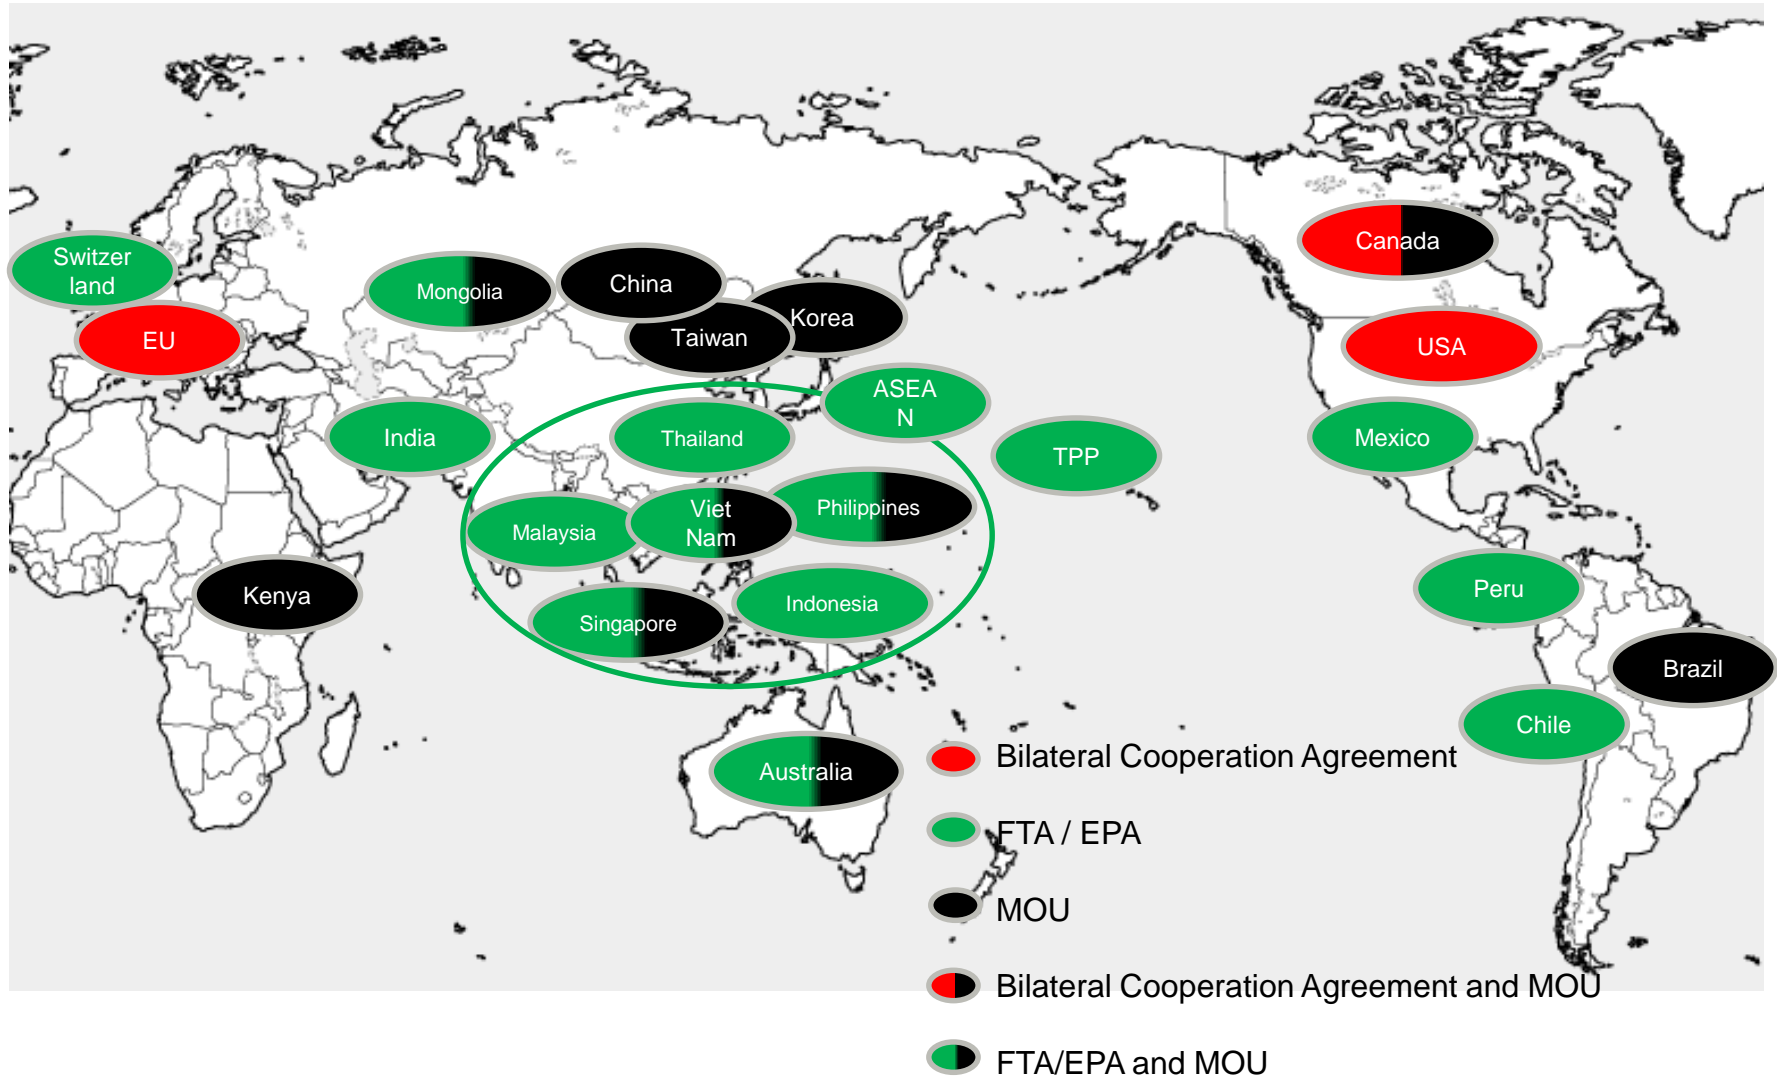 Switzer
land
EU
Mongolia
China
Taiwan
Korea
Canada
USA
ASEA
N
India
Thailand
TPP
Mexico
Malaysia
Viet
Nam
Philippines
Kenya
Singapore
Indonesia
Peru
Brazil
Chile
Australia
Bilateral Cooperation Agreement
FTA / EPA
MOU
Bilateral Cooperation Agreement and MOU
FTA/EPA and MOU